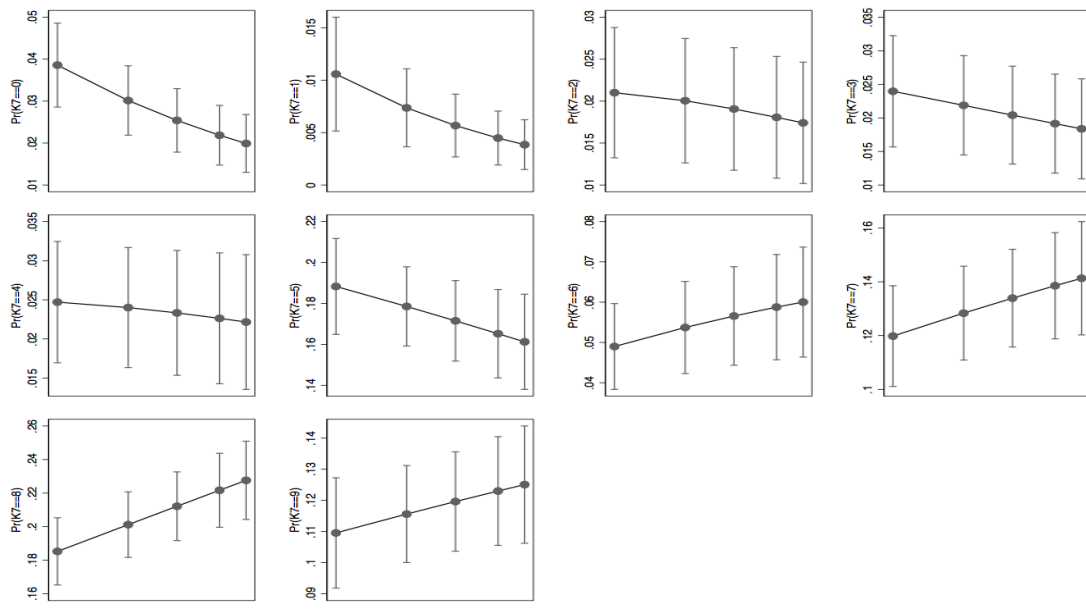 Pr(K7==0)
.01 .02 .03 .04 .05
Pr(K7==1)
0 .005 .01 .015
Pr(K7==2)
.01 .015 .02 .025 .03
Pr(K7==3)
.01 .015 .02 .025 .03 .035
Pr(K7==4)
.015 .02 .025 .03 .035
Pr(K7==5)
.14 .16 .18 .2 .22
Pr(K7==6)
.04 .05 .06 .07 .08
Pr(K7==7)
.1 .12 .14 .16
Pr(K7==8)
.16 .18 .2 .22 .24 .26
Pr(K7==9)
.09 .1 .11 .12 .13 .14